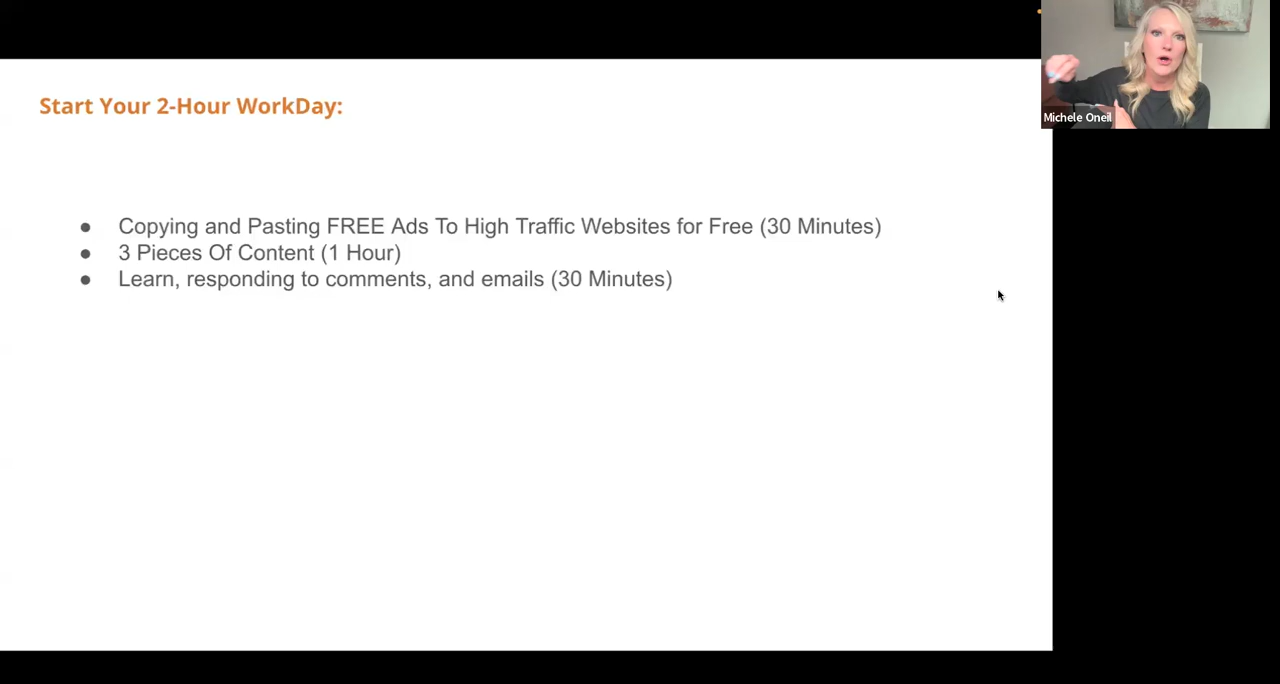 Start Your 2-Hour WorkDay:
Michele Oneil
● Copying and Pasting FREE Ads To High Traffic Websites for Free (30 Minutes)
● 3 Pieces Of Content (1 Hour)
● Learn, responding to comments, and emails (30 Minutes)